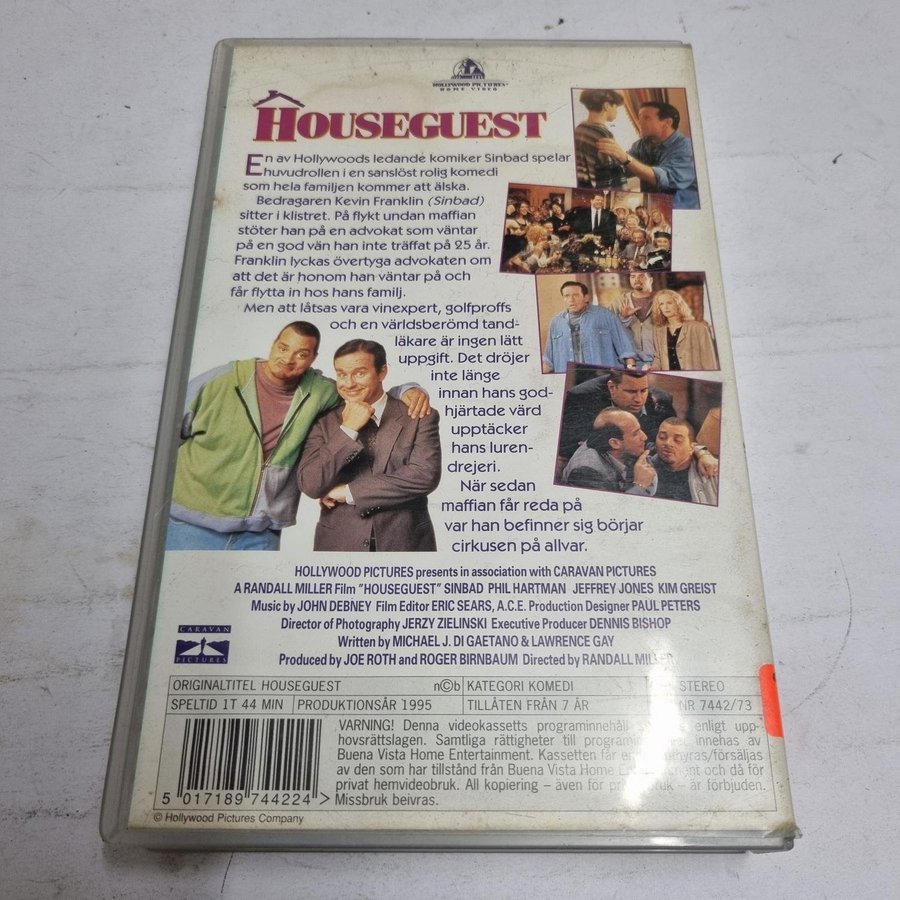 HOLLYWOOD PICTURES
HOME VIDEO
HOUSEGUEST
En av Hollywoods ledande komiker Sinbad spelar
huvudrollen i en sanslöst rolig komedi
som hela familjen kommer att älska.
Bedragaren Kevin Franklin (Sinbad)
sitter i klistret. På flykt undan maffian
stöter han på en advokat som väntar
på en god vän han inte träffat på 25 år.
Franklin lyckas övertyga advokaten om
att det är honom han väntar på och
får flytta in hos hans familj.
Men att låtsas vara vinexpert, golfproffs
och en världsberömd tand-
läkare är ingen lätt
uppgift. Det dröjer
inte länge
innan hans god-
hjärtade värd
upptäcker
hans luren-
drejeri.
När sedan
maffian får reda på
var han befinner sig börjar
cirkusen på allvar.
HOLLYWOOD PICTURES presents in association with CARAVAN PICTURES
A RANDALL MILLER Film "HOUSEGUEST" SINBAD PHIL HARTMAN JEFFREY JONES KIM GREIST
Music by JOHN DEBNEY Film Editor ERIC SEARS, A.C.E. Production Designer PAUL PETERS
Director of Photography JERZY ZIELINSKI Executive Producer DENNIS BISHOP
Written by MICHAEL J. DI GAETANO & LAWRENCE GAY
Produced by JOE ROTH and ROGER BIRNBAUM Directed by RANDALL MILLER
CARAVAN
PICTURES
ORIGINALTITEL HOUSEGUEST n©b KATEGORI KOMEDI STEREO
SPELTID 1T 44 MIN PRODUKTIONSÅR 1995 TILLÅTEN FRÅN 7 ÅR NR 7442/73
VARNING! Denna videokassetts programinnehåll enligt upp-
hovsrättslagen. Samtliga rättigheter till innehas av
Buena Vista Home Entertainment. Kassetten får /försäljas
av den som har tillstånd från Buena Vista Home och då för
privat hemvideobruk. All kopiering – även för – är förbjuden.
Missbruk beivras.
5 017189 744224 >
© Hollywood Pictures Company